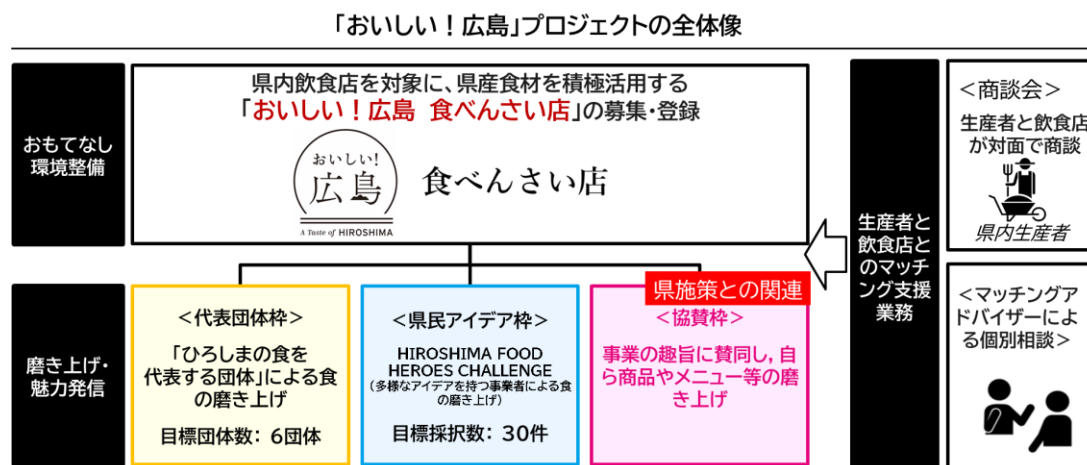 「おいしい！広島」プロジェクトの全体像
おもてなし
環境整備
県内飲食店を対象に、県産食材を積極活用する
「おいしい！広島 食べんさい店」の募集・登録
おいしい!
広島
A Taste of HIROSHIMA
食べんさい店
磨き上げ・
魅力発信
＜代表団体枠＞
「ひろしまの食を
代表する団体」による食
の磨き上げ
目標団体数： 6団体
＜県民アイデア枠＞
HIROSHIMA FOOD
HEROES CHALLENGE
（多様なアイデアを持つ事業者による食
の磨き上げ）
目標採択数： 30件
県施策との関連
＜協賛枠＞
事業の趣旨に賛同し，自
ら商品やメニュー等の磨
き上げ
生産者と
飲食店と
のマッチ
ング支援
業務
＜商談会＞
生産者と飲食店
が対面で商談
県内生産者
＜マッチングア
ドバイザーによ
る個別相談＞